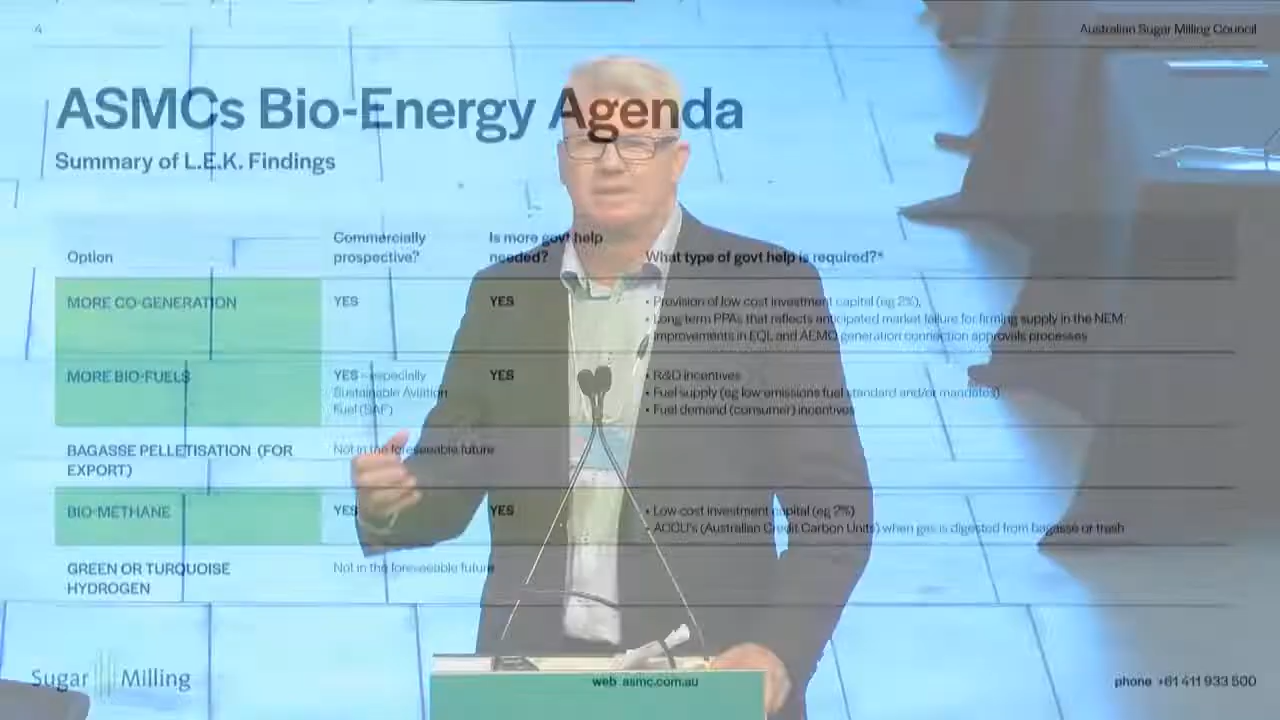 4
Australian Sugar Milling Council
ASMCs Bio-Energy Agenda
Summary of L.E.K. Findings
Option
Commercially prospective?
Is more govt help needed?
What type of govt help is required?*
MORE CO-GENERATION
YES
YES
• Provision of low cost investment capital (eg 2%),
• Long term PPAs that reflects anticipated market failure for firming supply in the NEM
improvements in EQL and AEMO generation connection approvals processes
MORE BIO-FUELS
YES - especially
Sustainable Aviation
Fuel (SAF)
YES
• R&D incentives
• Fuel supply (eg low emissions fuel standard and/or mandates)
• Fuel demand (consumer) incentives
BAGASSE PELLETISATION (FOR
EXPORT)
Not in the foreseeable future
BIO-METHANE
YES
YES
• Low cost investment capital (eg 2%)
• ACCU's (Australian Credit Carbon Units) when gas is digested from bagasse or trash
GREEN OR TURQUOISE
HYDROGEN
Not in the foreseeable future
Sugar Milling
web asmc.com.au
phone +61 411 933 500